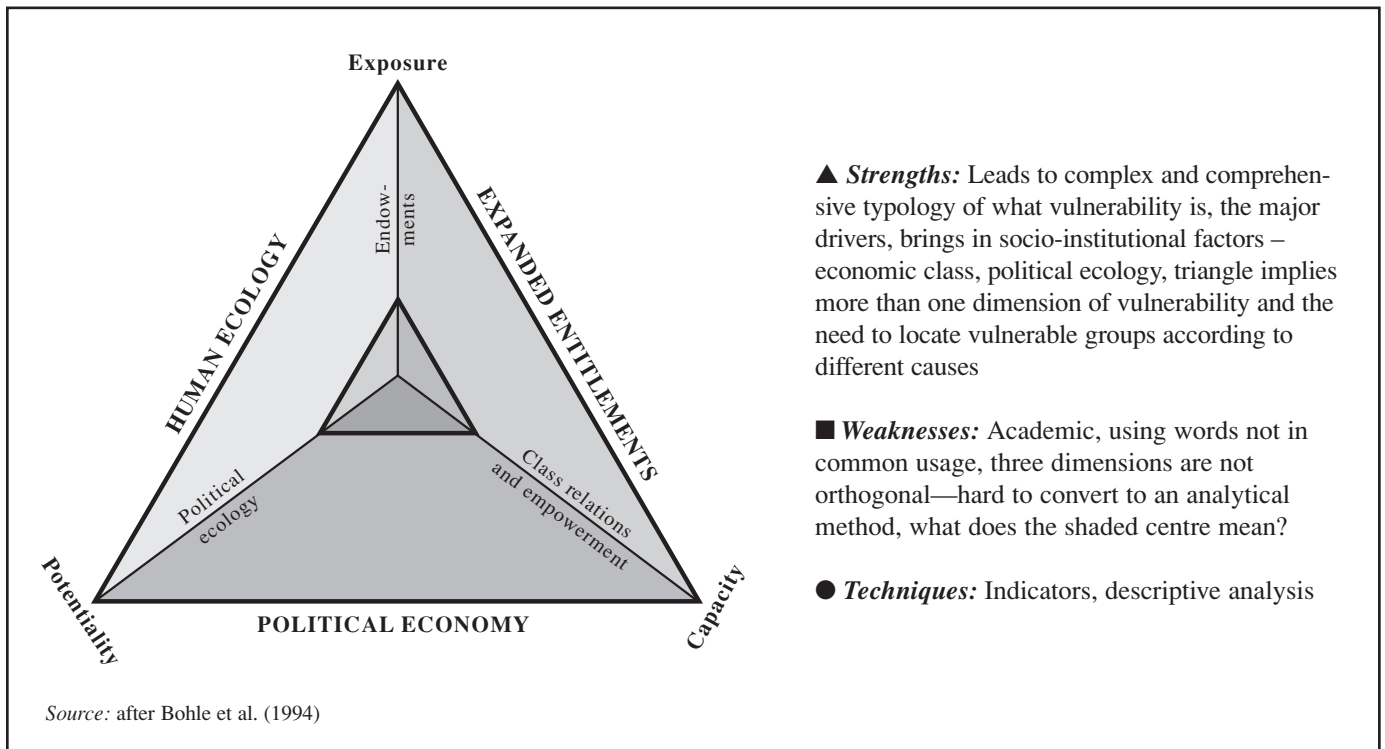 Exposure
Endow-
ments
HUMAN ECOLOGY
EXPANDED ENTITLEMENTS
Political
ecology
Class relations
and empowerment
Potentiality
Capacity
POLITICAL ECONOMY
▲ Strengths: Leads to complex and comprehen-
sive typology of what vulnerability is, the major
drivers, brings in socio-institutional factors –
economic class, political ecology, triangle implies
more than one dimension of vulnerability and the
need to locate vulnerable groups according to
different causes
■ Weaknesses: Academic, using words not in
common usage, three dimensions are not
orthogonal—hard to convert to an analytical
method, what does the shaded centre mean?
● Techniques: Indicators, descriptive analysis
Source: after Bohle et al. (1994)